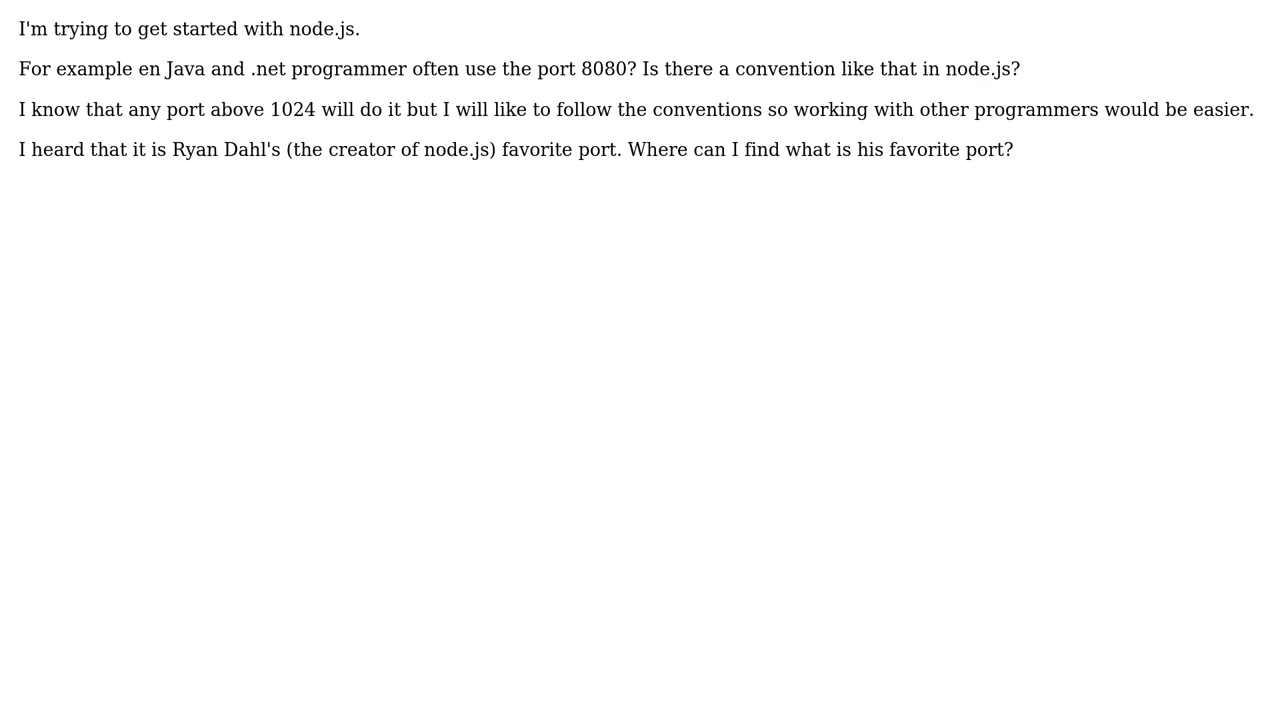 I'm trying to get started with node.js.
For example en Java and .net programmer often use the port 8080? Is there a convention like that in node.js?
I know that any port above 1024 will do it but I will like to follow the conventions so working with other programmers would be easier.
I heard that it is Ryan Dahl's (the creator of node.js) favorite port. Where can I find what is his favorite port?